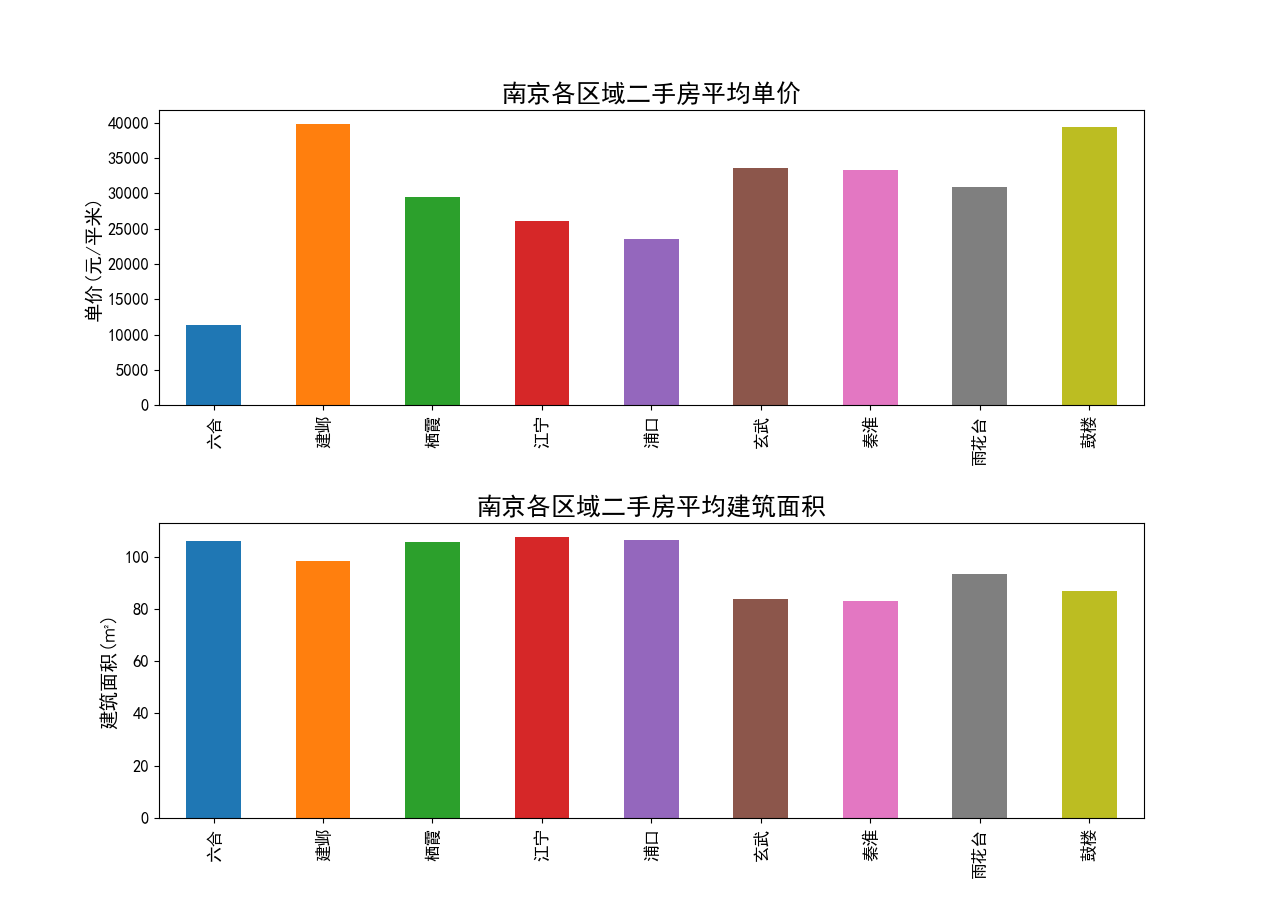 南京各区域二手房平均单价
单价(元/平米)
40000
35000
30000
25000
20000
15000
10000
5000
0
六合 建邺 栖霞 江宁 浦口 玄武 秦淮 雨花台 鼓楼
南京各区域二手房平均建筑面积
建筑面积(㎡)
100
80
60
40
20
0
六合 建邺 栖霞 江宁 浦口 玄武 秦淮 雨花台 鼓楼